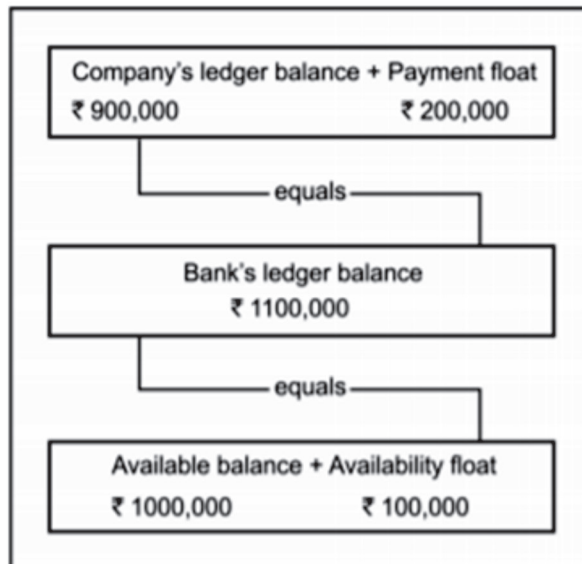 Company's ledger balance + Payment float
₹ 900,000 ₹ 200,000
equals
Bank's ledger balance
₹ 1100,000
equals
Available balance + Availability float
₹ 1000,000 ₹ 100,000